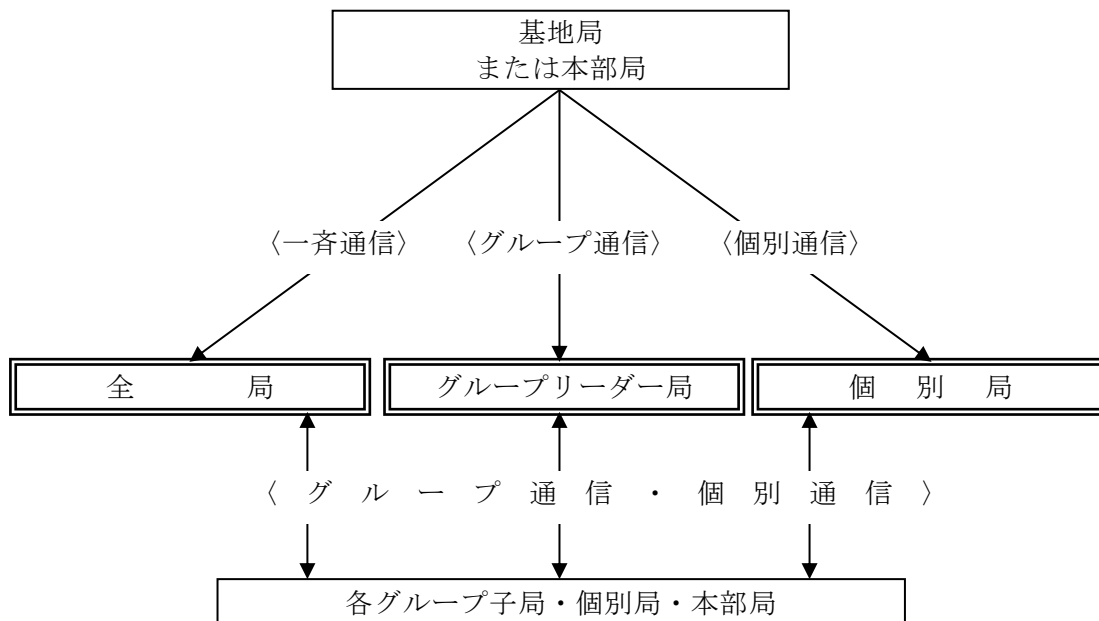 基地局
または本部局
〈一斉通信〉 〈グループ通信〉 〈個別通信〉
全 局 グループリーダー局 個 別 局
〈 グ ル ー プ 通 信 ・ 個 別 通 信 〉
各グループ子局・個別局・本部局